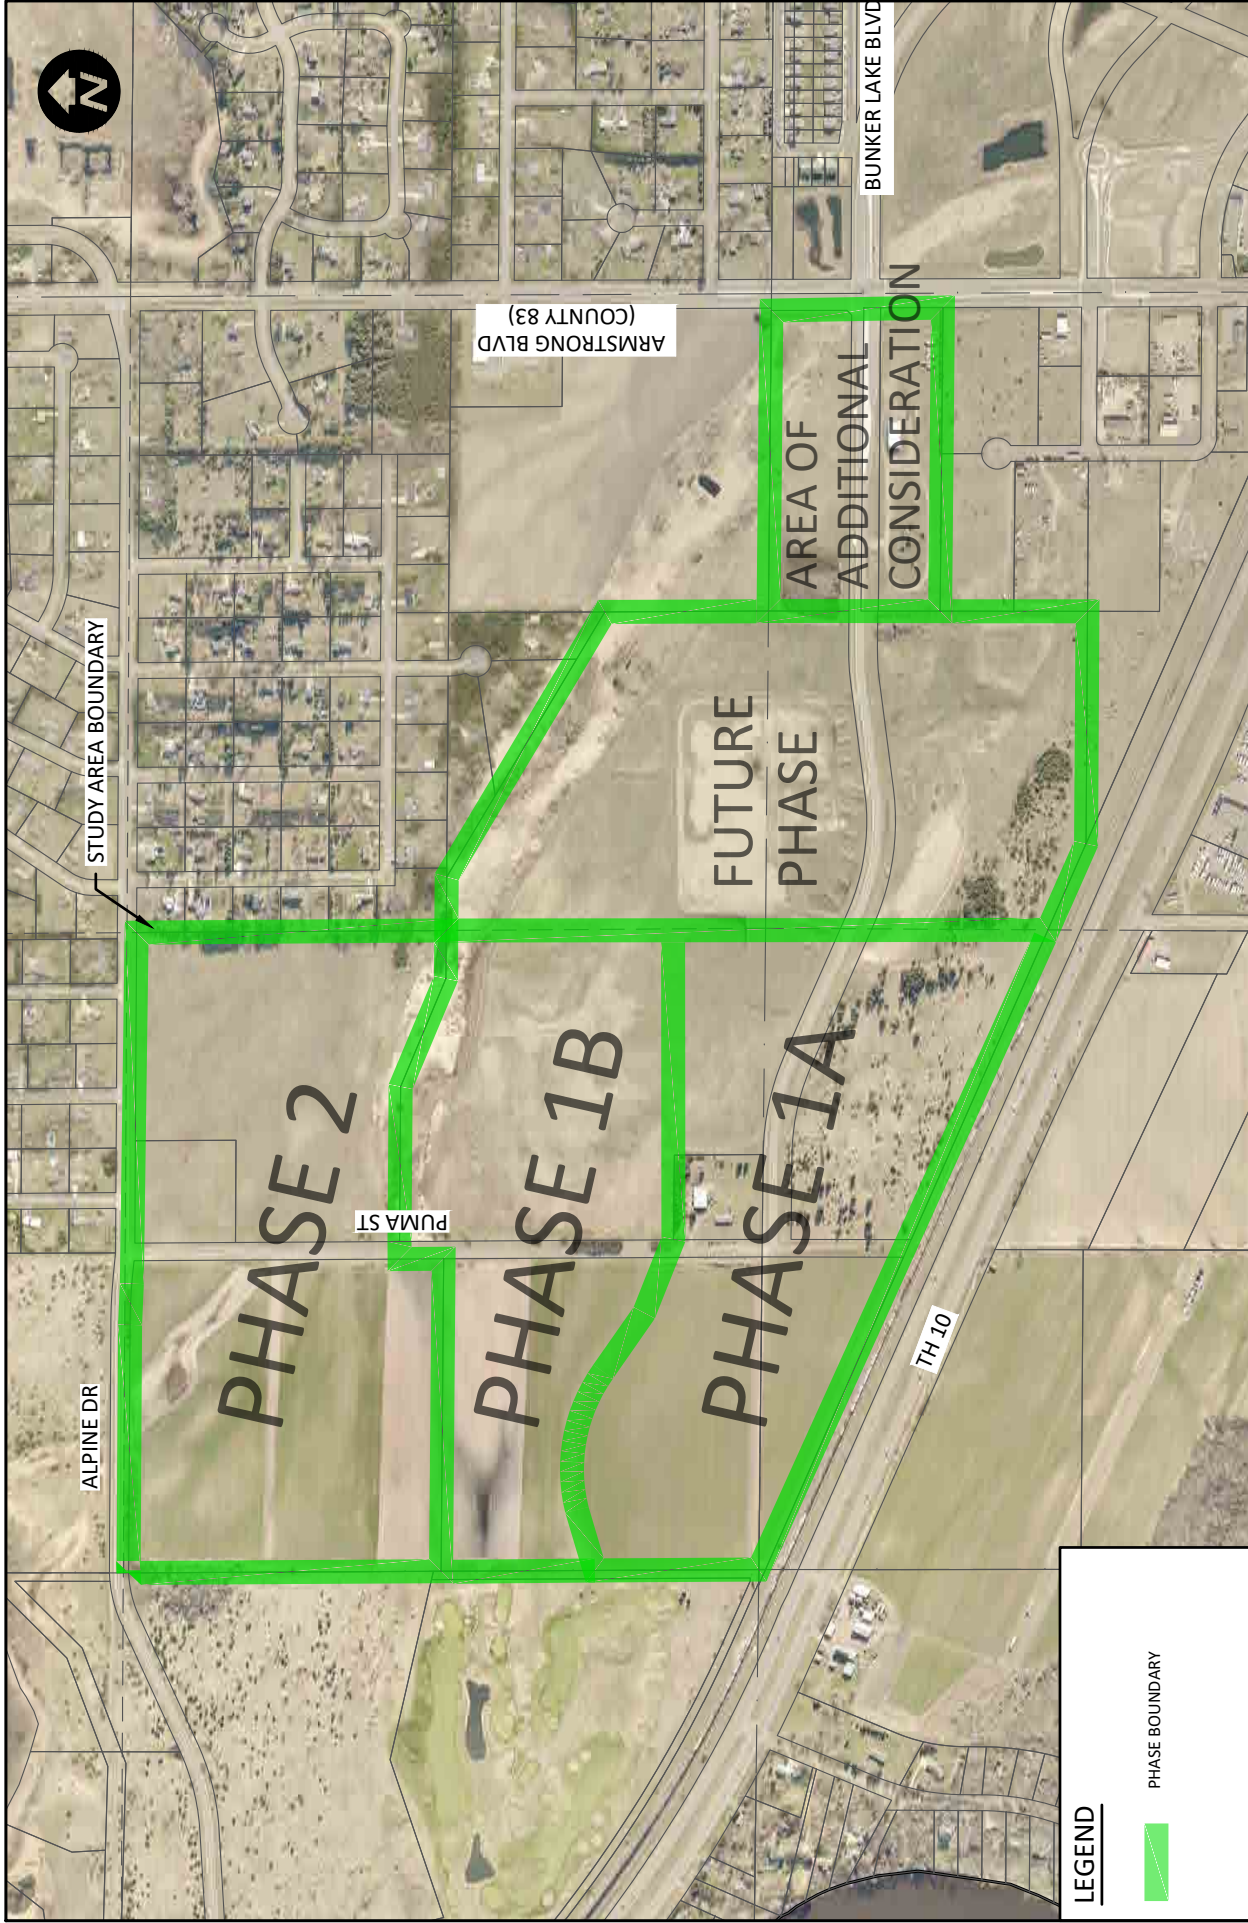 N
STUDY AREA BOUNDARY
ALPINE DR
ARMSTRONG BLVD
(COUNTY 83)
BUNKER LAKE BLVD
PUMA ST
TH 10
PHASE 2
PHASE 1B
PHASE 1A
FUTURE
PHASE
AREA OF
ADDITIONAL
CONSIDERATION
LEGEND
PHASE BOUNDARY